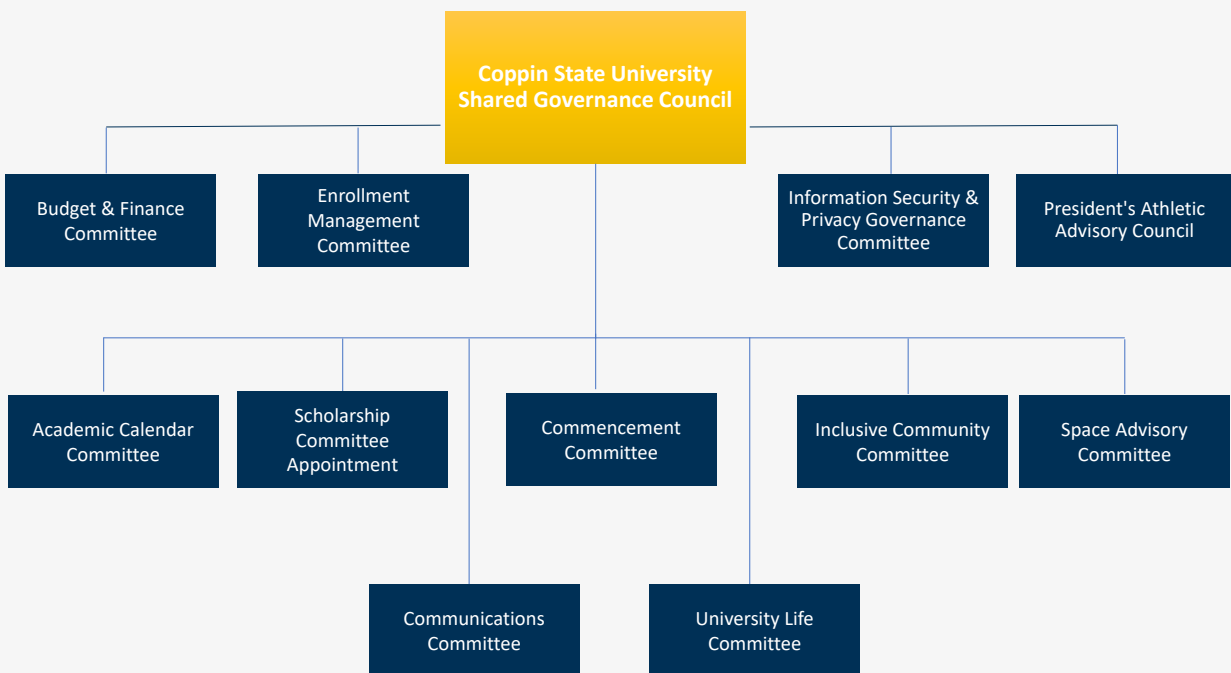 Coppin State University
Shared Governance Council
Budget & Finance
Committee
Enrollment
Management
Committee
Information Security &
Privacy Governance
Committee
President's Athletic
Advisory Council
Academic Calendar
Committee
Scholarship
Committee
Appointment
Commencement
Committee
Inclusive Community
Committee
Space Advisory
Committee
Communications
Committee
University Life
Committee